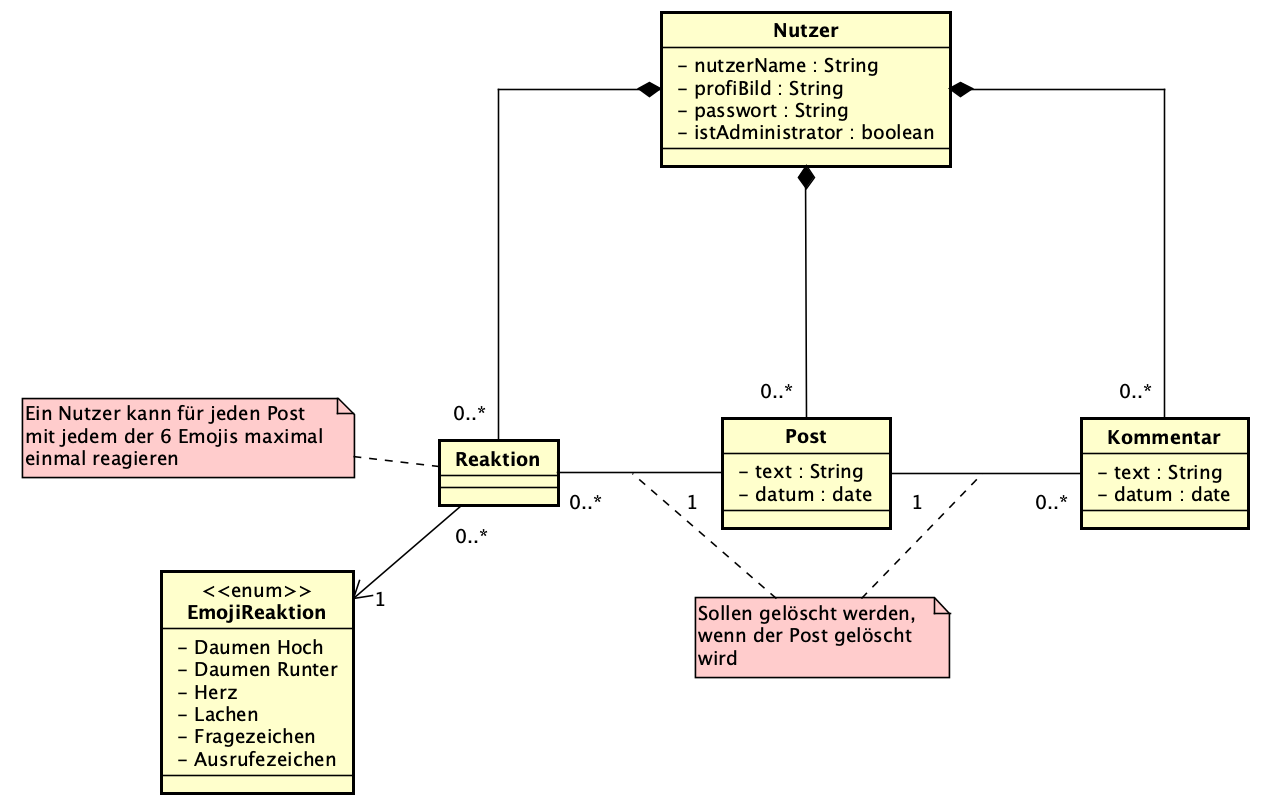 Nutzer
- nutzerName : String
- profiBild : String
- passwort : String
- istAdministrator : boolean
0..*
0..*
0..*
Ein Nutzer kann für jeden Post
mit jedem der 6 Emojis maximal
einmal reagieren
Reaktion
Post
- text : String
- datum : date
Kommentar
- text : String
- datum : date
0..*
1
1
0..*
0..*
1
<<enum>>
EmojiReaktion
- Daumen Hoch
- Daumen Runter
- Herz
- Lachen
- Fragezeichen
- Ausrufezeichen
Sollen gelöscht werden,
wenn der Post gelöscht
wird